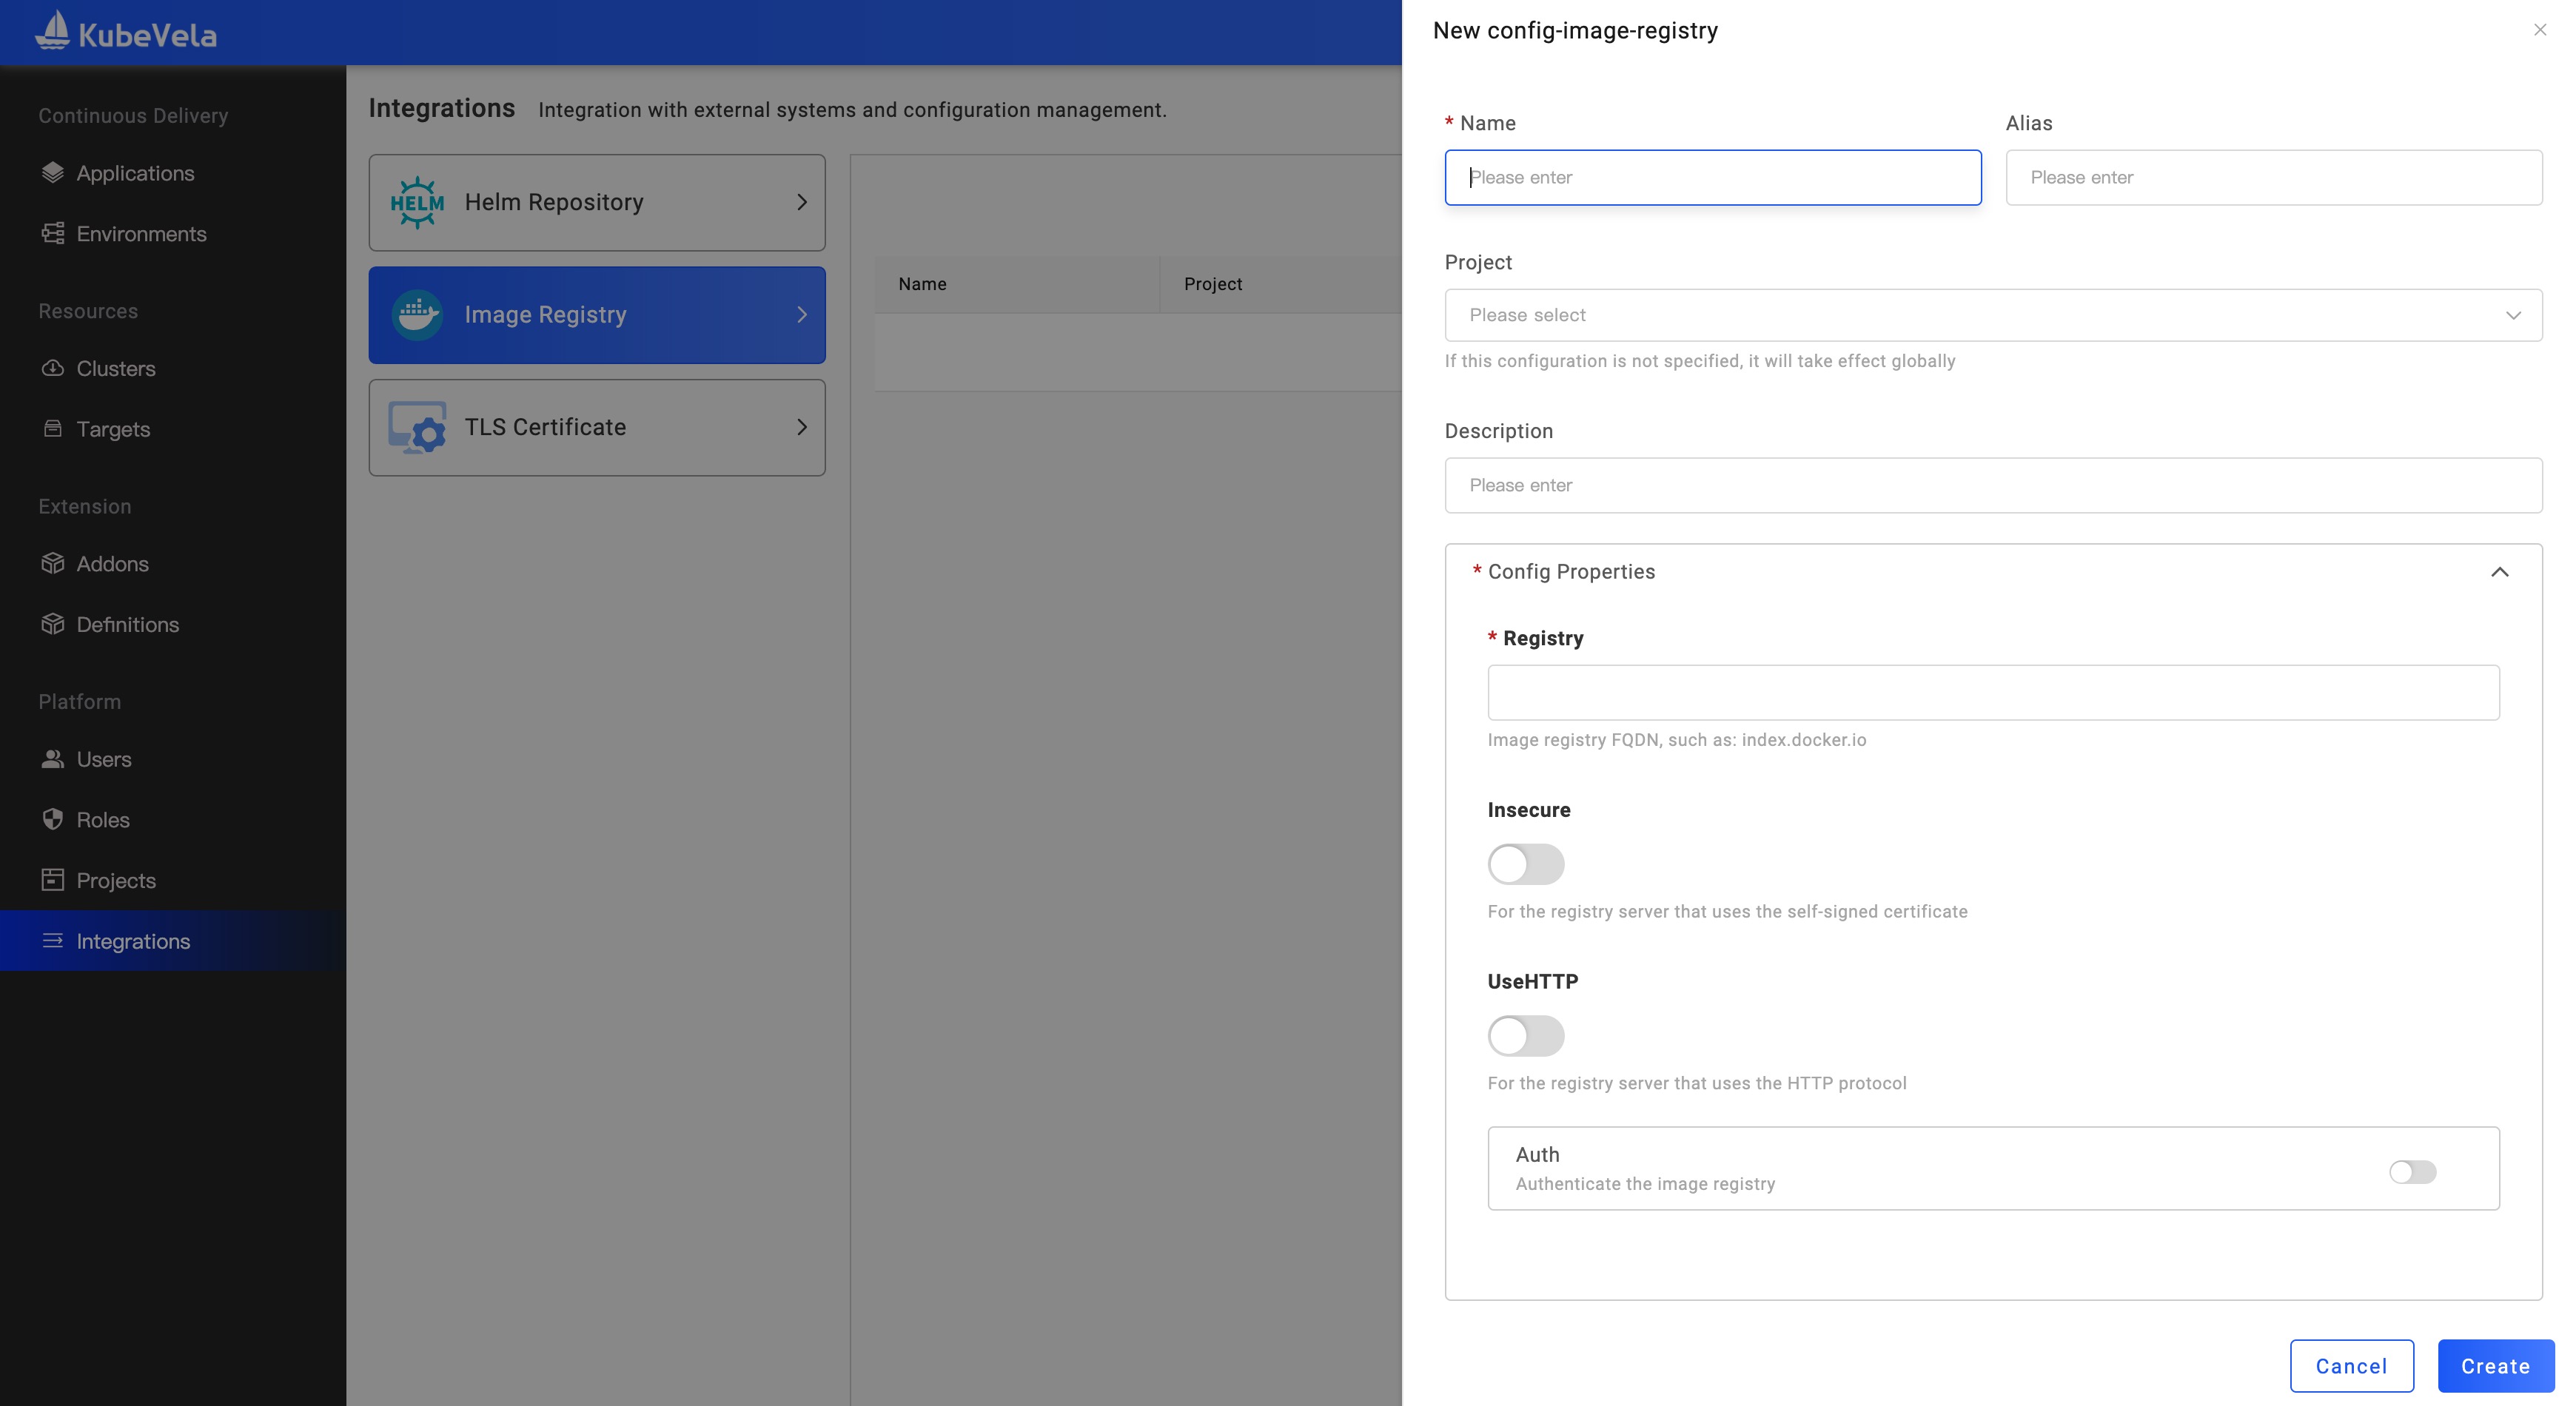 KubeVela
Continuous Delivery
Applications
Environments
Resources
Clusters
Targets
Extension
Addons
Definitions
Platform
Users
Roles
Projects
Integrations
Integrations Integration with external systems and configuration management.
HELM Helm Repository
Image Registry
TLS Certificate
Name Project
New config-image-registry
* Name Alias
Please enter Please enter
Project
Please select
If this configuration is not specified, it will take effect globally
Description
Please enter
* Config Properties
* Registry
Image registry FQDN, such as: index.docker.io
Insecure
For the registry server that uses the self-signed certificate
UseHTTP
For the registry server that uses the HTTP protocol
Auth
Authenticate the image registry
Cancel Create